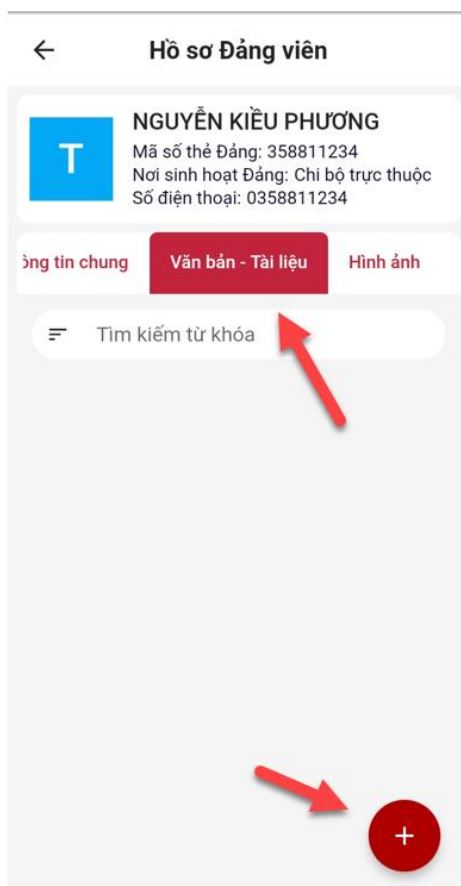 Hồ sơ Đảng viên
T
NGUYỄN KIỀU PHƯƠNG
Mã số thẻ Đảng: 358811234
Nơi sinh hoạt Đảng: Chi bộ trực thuộc
Số điện thoại: 0358811234
ông tin chung
Văn bản - Tài liệu
Hình ảnh
Tìm kiếm từ khóa
+